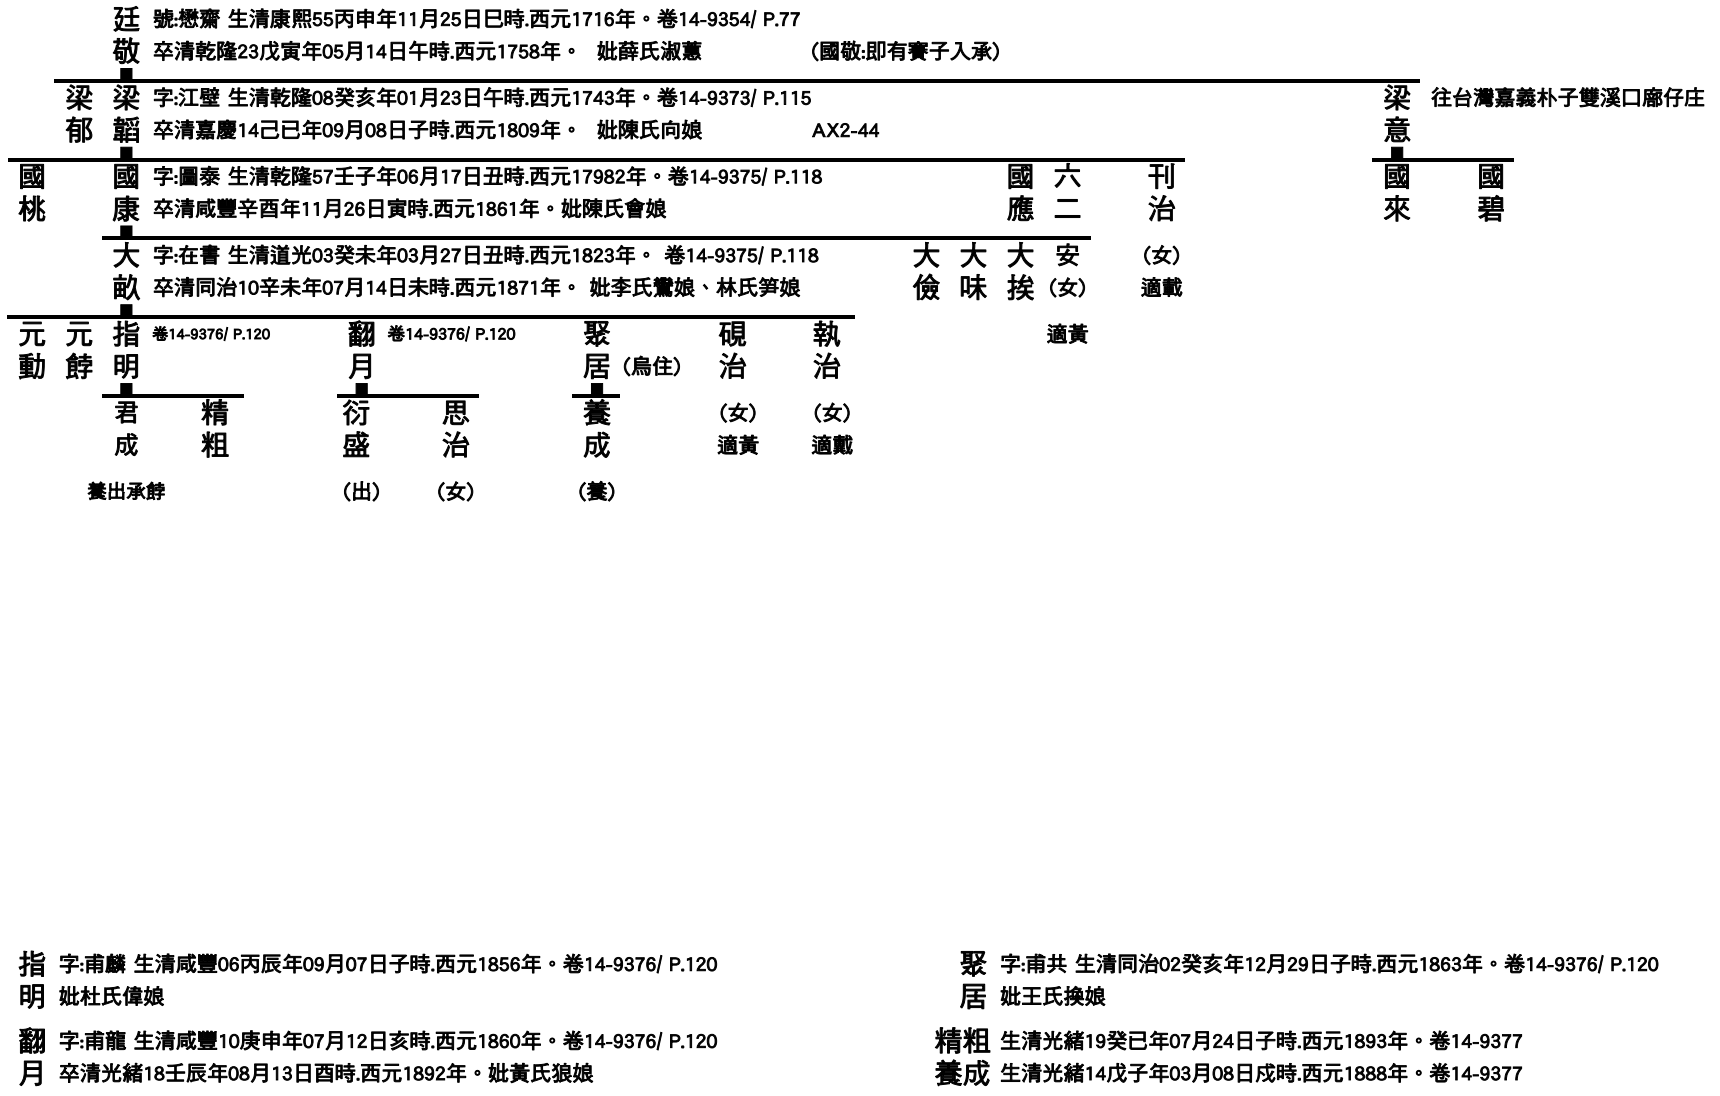 廷敬 號:懋齋 生清康熙55丙申年11月25日巳時.西元1716年。卷14-9354/ P.77
卒清乾隆23戊寅年05月14日午時.西元1758年。 妣薛氏淑蕙 (國敬:即有賽子入承)
梁郁 梁韜 字:江壁 生清乾隆08癸亥年01月23日午時.西元1743年。卷14-9373/ P.115 梁意 往台灣嘉義朴子雙溪口廍仔庄
卒清嘉慶14己已年09月08日子時.西元1809年。 妣陳氏向娘 AX2-44
國桃 國康 字:圖泰 生清乾隆57壬子年06月17日丑時.西元17982年。卷14-9375/ P.118 國應 六二 刊治 國來 國碧
卒清咸豐辛酉年11月26日寅時.西元1861年。妣陳氏會娘
大畝 字:在書 生清道光03癸未年03月27日丑時.西元1823年。 卷14-9375/ P.118 大儉 大味 大挨 安 (女)
卒清同治10辛未年07月14日未時.西元1871年。 妣李氏鸞娘、林氏笋娘 (女) 適戴
元動 元餑 指明 卷14-9376/ P.120 翻月 卷14-9376/ P.120 聚居 (烏住) 硯治 執治 適黃
君成 精粗 衍盛 思治 養成 (女) (女)
適黃 適戴
養出承餑 (出) (女) (養)
指明 字:甫麟 生清咸豐06丙辰年09月07日子時.西元1856年。卷14-9376/ P.120
妣杜氏偉娘
翻月 字:甫龍 生清咸豐10庚申年07月12日亥時.西元1860年。卷14-9376/ P.120
卒清光緒18壬辰年08月13日酉時.西元1892年。妣黃氏狼娘
聚居 字:甫共 生清同治02癸亥年12月29日子時.西元1863年。卷14-9376/ P.120
妣王氏換娘
精粗 生清光緒19癸已年07月24日子時.西元1893年。卷14-9377
養成 生清光緒14戊子年03月08日戍時.西元1888年。卷14-9377